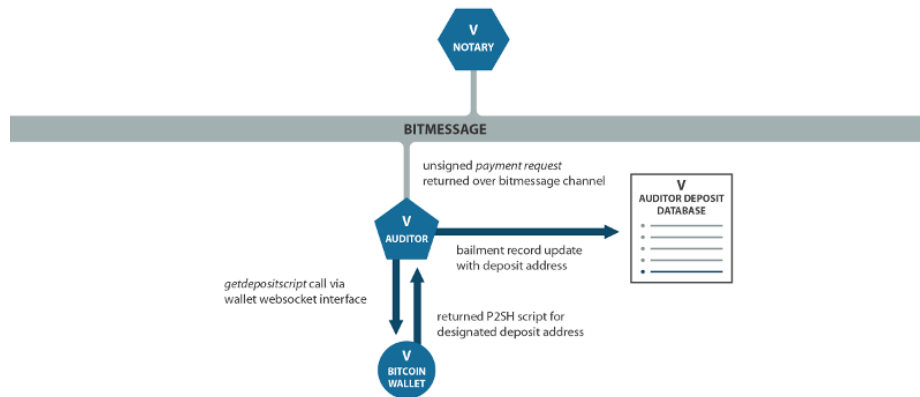 V
NOTARY
BITMESSAGE
unsigned payment request
returned over bitmessage channel
V
AUDITOR DEPOSIT
DATABASE
V
AUDITOR
bailment record update
with deposit address
getdepositscript call via
wallet websocket interface
returned P2SH script for
designated deposit address
V
BITCOIN
WALLET